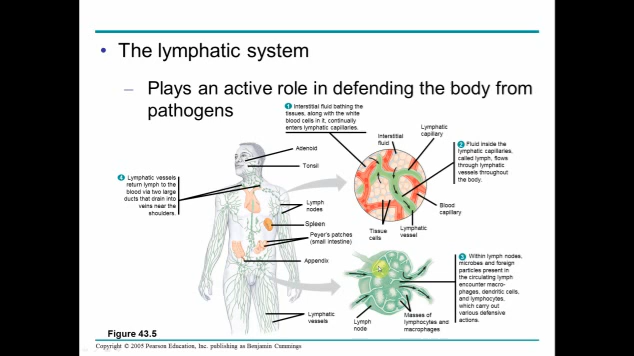 • The lymphatic system
– Plays an active role in defending the body from
pathogens
1 Interstitial fluid bathing the
tissues, along with the white
blood cells in it, continually
enters lymphatic capillaries.
Adenoid
Tonsil
4 Lymphatic vessels
return lymph to the
blood via two large
ducts that drain into
veins near the
shoulders.
Lymph
nodes
Spleen
Peyer's patches
(small intestine)
Appendix
Lymphatic
vessels
Interstitial
fluid
Lymphatic
capillary
2 Fluid inside the
lymphatic capillaries,
called lymph, flows
through lymphatic
vessels throughout
the body.
Blood
capillary
Tissue
cells
Lymphatic
vessel
3 Within lymph nodes,
microbes and foreign
particles present in
the circulating lymph
encounter macro-
phages, dendritic cells,
and lymphocytes,
which carry out
various defensive
actions.
Lymph
node
Masses of
lymphocytes and
macrophages
Figure 43.5
Copyright © 2005 Pearson Education, Inc. publishing as Benjamin Cummings